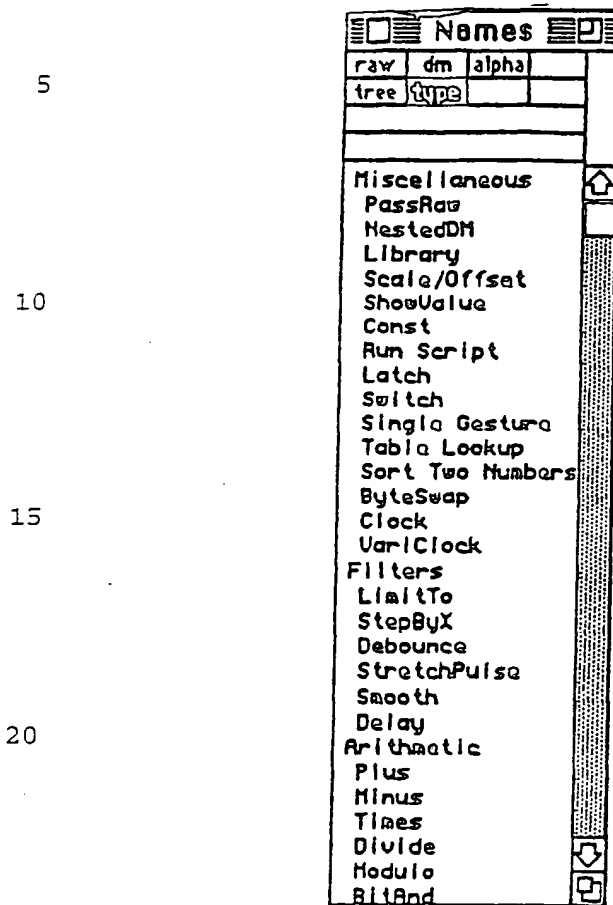 Names
raw dm alpha
5
tree type
Miscellaneous
PassRaw
NestedDM
Library
Scale/Offset
10
ShowValue
Const
Run Script
Latch
Switch
Single Gesture
Table Lookup
Sort Two Numbers
ByteSwap
15
Clock
VariClock
Filters
LimitTo
StepByX
Debounce
StretchPulse
Smooth
Delay
20
Arithmatic
Plus
Minus
Times
Divide
Modulo
BitAnd